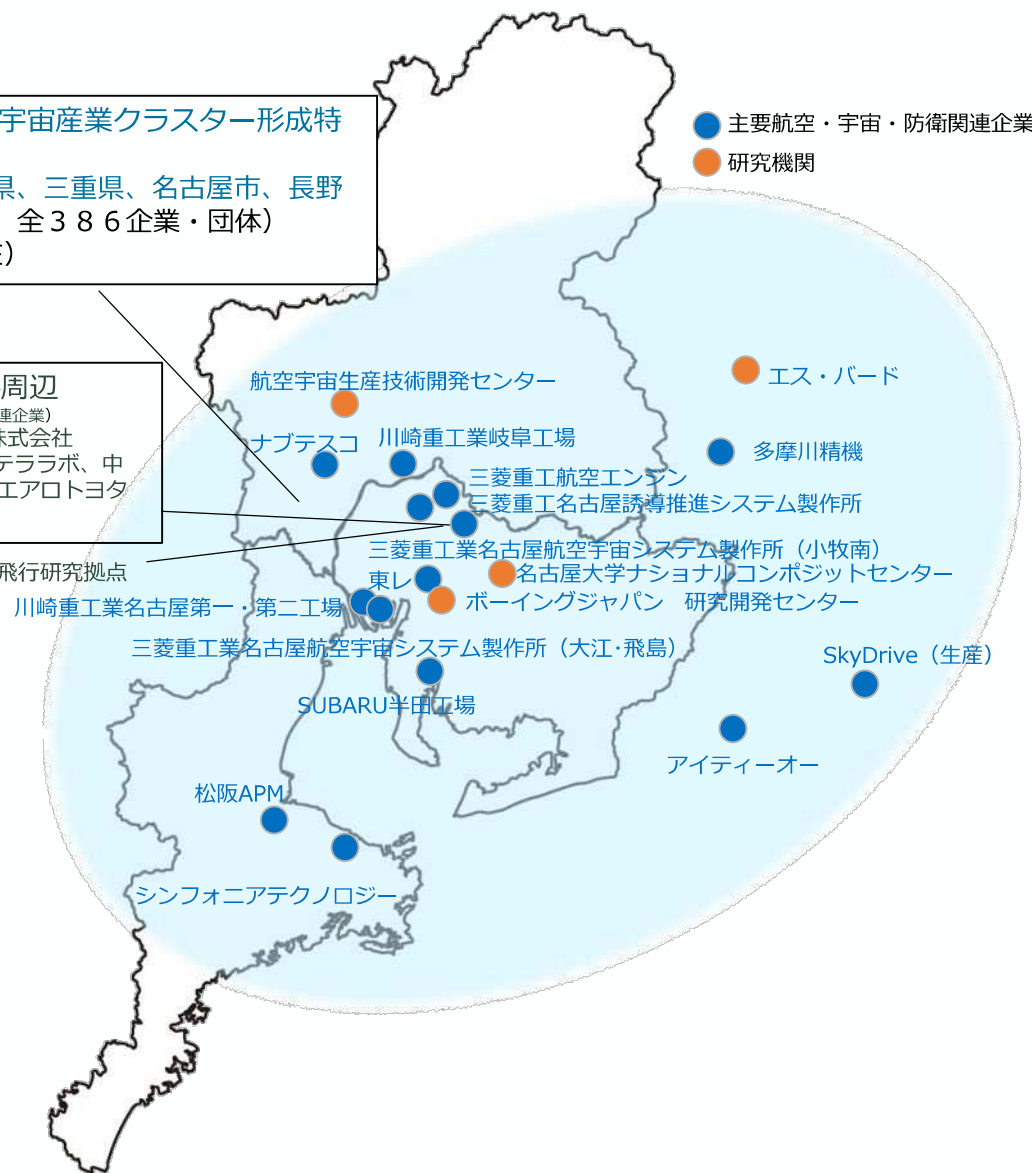 宇宙産業クラスター形成特
県、三重県、名古屋市、長野
全３８６企業・団体）
）
主要航空・宇宙・防衛関連企業
研究機関
周辺
連企業）
株式会社
テララボ、中
エアロトヨタ
飛行研究拠点
航空宇宙生産技術開発センター
エス・バード
ナブテスコ
川崎重工業岐阜工場
多摩川精機
三菱重工航空エンジン
三菱重工名古屋誘導推進システム製作所
三菱重工業名古屋航空宇宙システム製作所（小牧南）
東レ
名古屋大学ナショナルコンポジットセンター
川崎重工業名古屋第一・第二工場
ボーイングジャパン　研究開発センター
三菱重工業名古屋航空宇宙システム製作所（大江･飛島）
SkyDrive（生産）
SUBARU半田工場
アイティーオー
松阪APM
シンフォニアテクノロジー